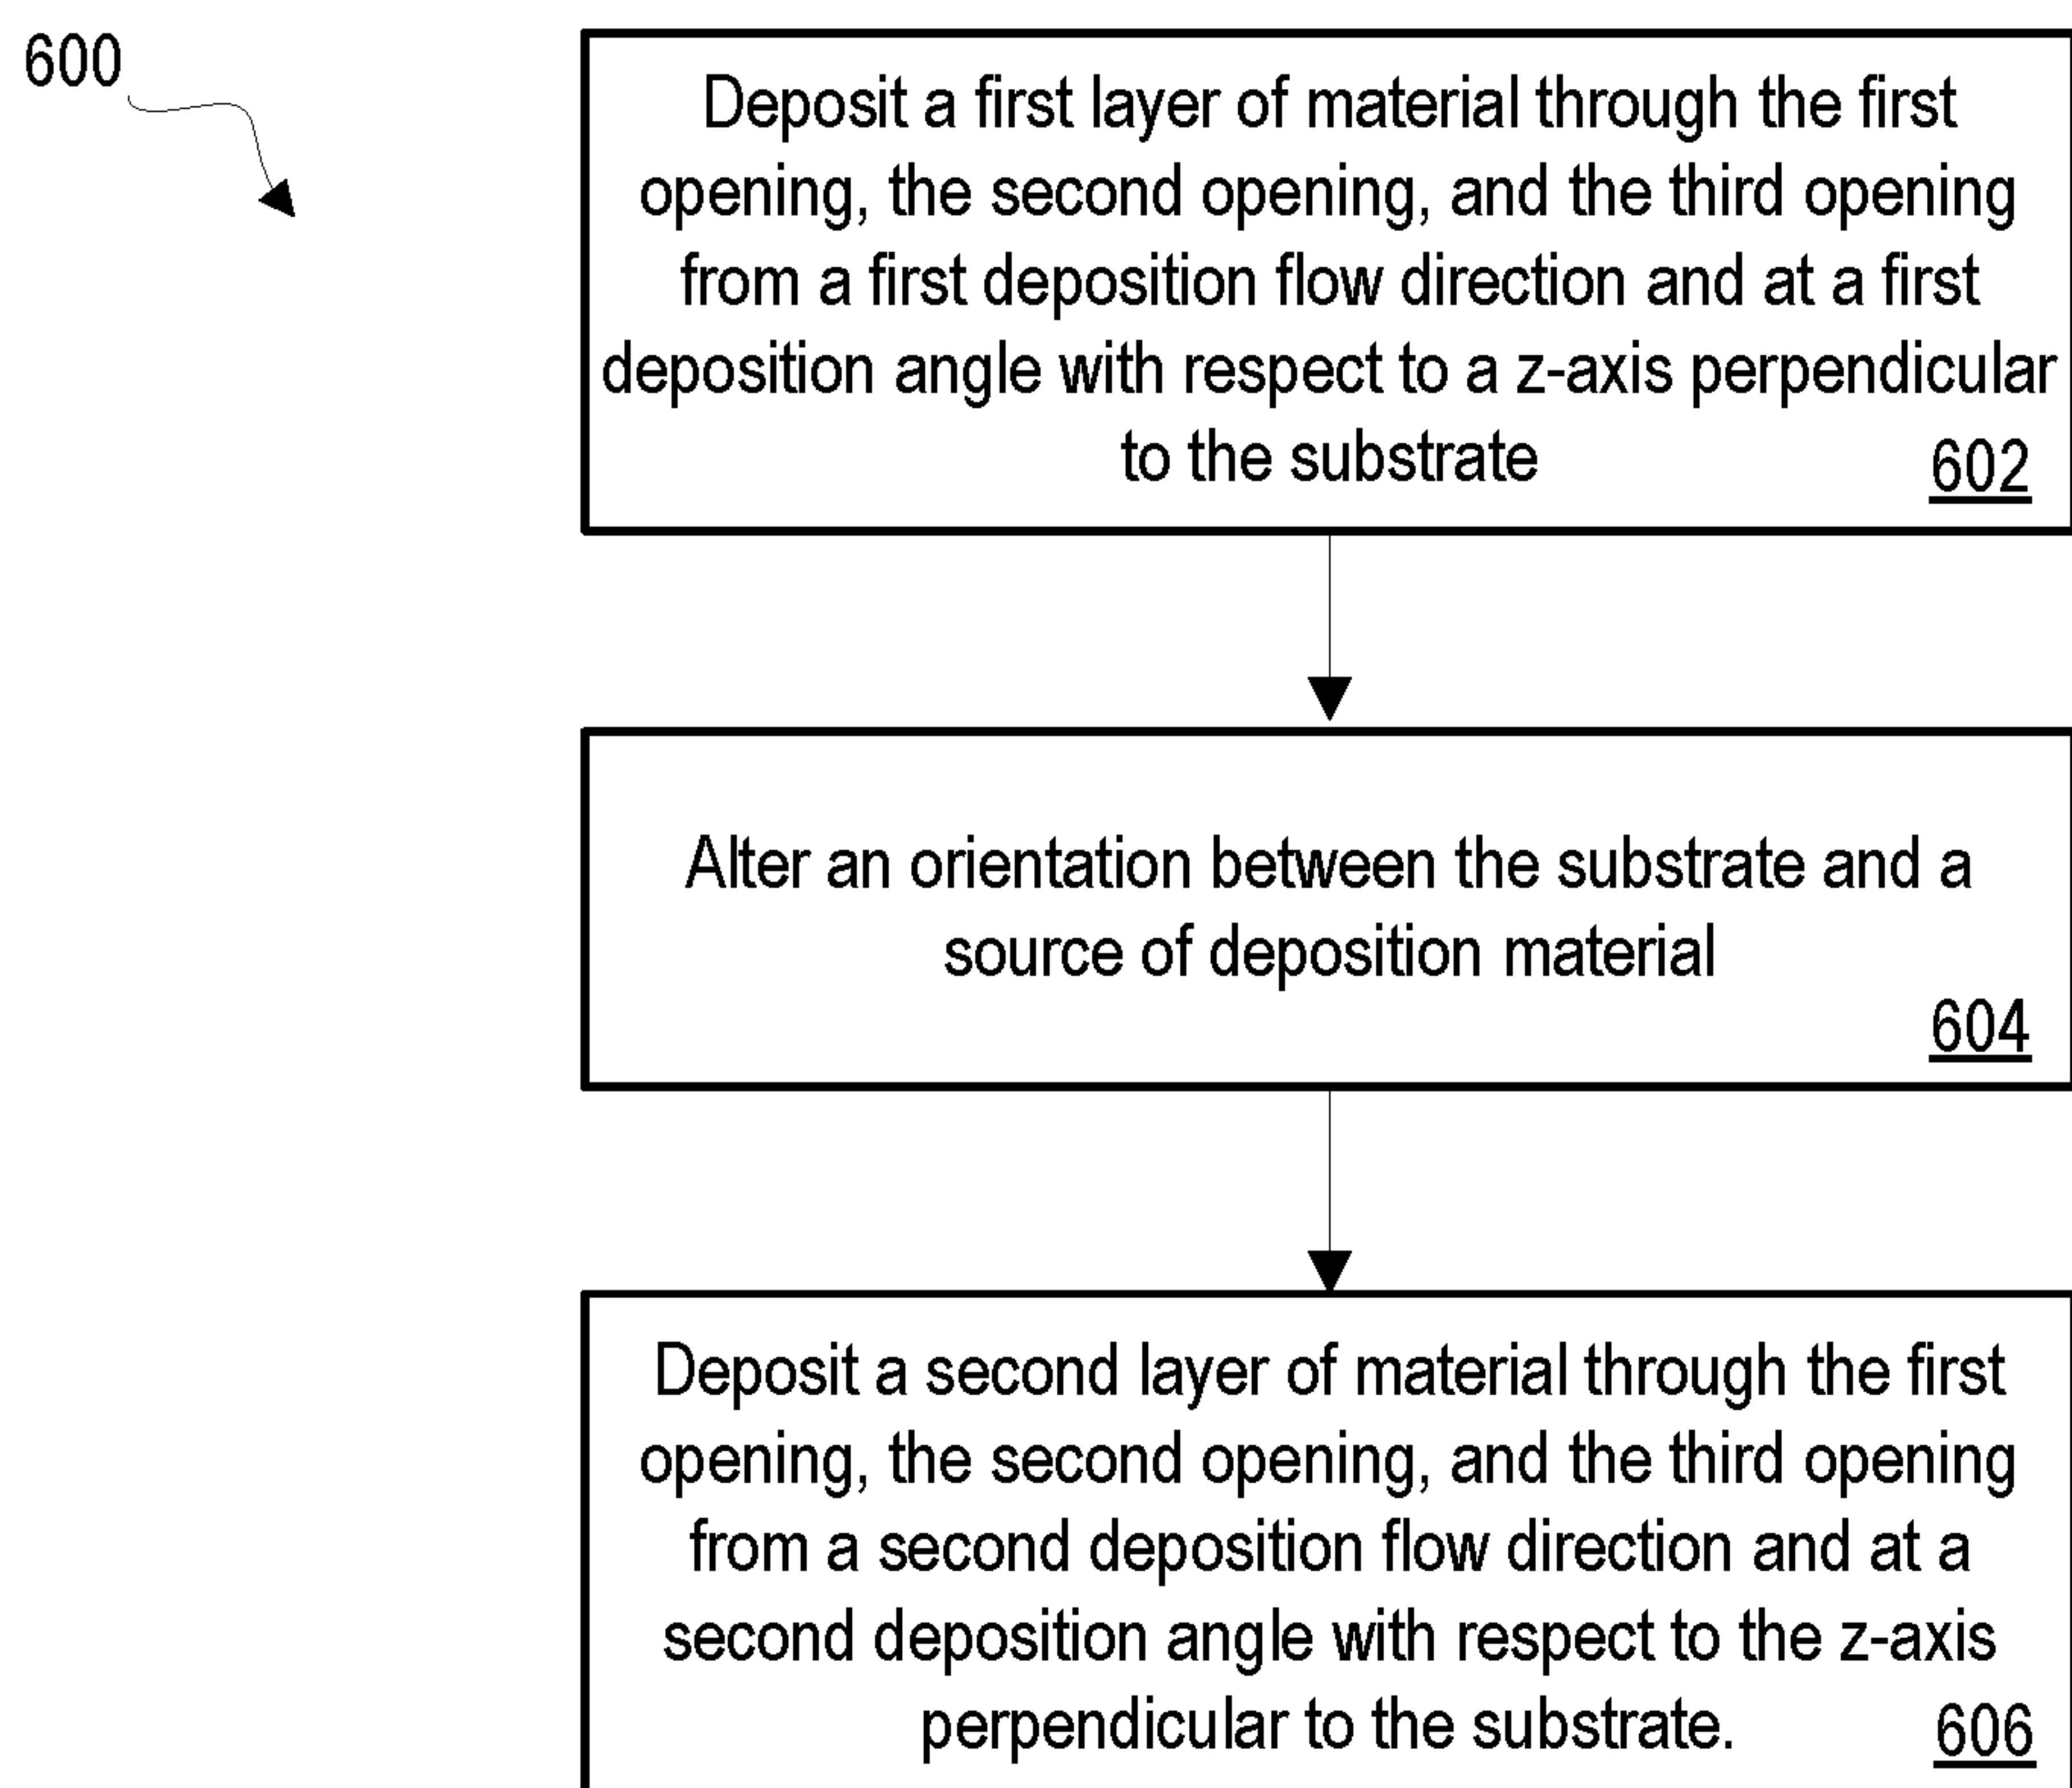 600
Deposit a first layer of material through the first
opening, the second opening, and the third opening
from a first deposition flow direction and at a first
deposition angle with respect to a z-axis perpendicular
to the substrate
602
Alter an orientation between the substrate and a
source of deposition material
604
Deposit a second layer of material through the first
opening, the second opening, and the third opening
from a second deposition flow direction and at a
second deposition angle with respect to the z-axis
perpendicular to the substrate.
606